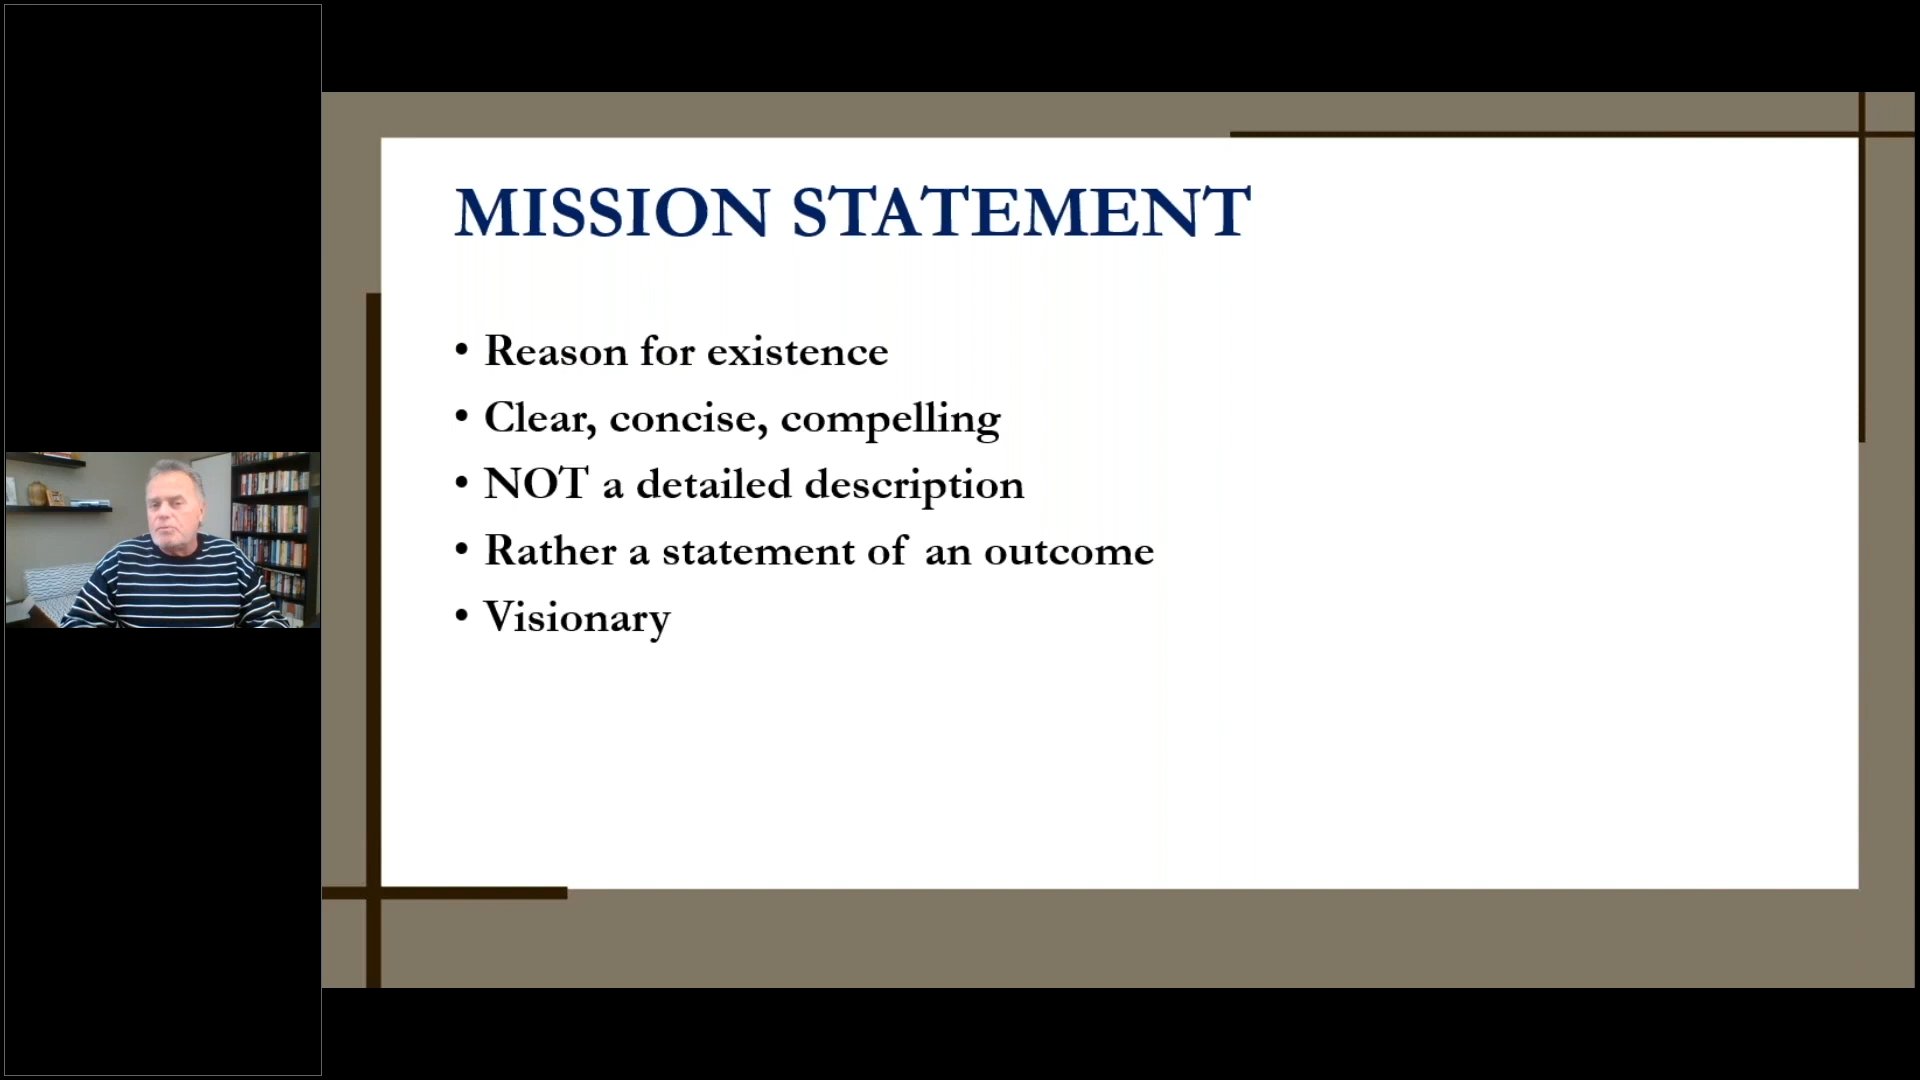 MISSION STATEMENT
• Reason for existence
• Clear, concise, compelling
• NOT a detailed description
• Rather a statement of an outcome
• Visionary